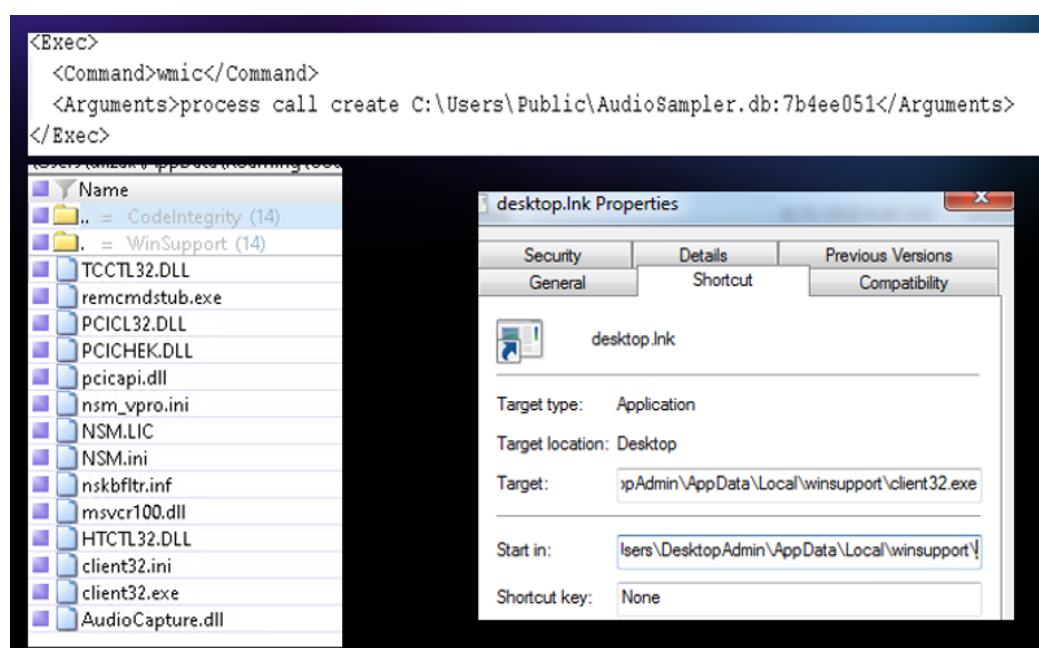 <Exec>
<Command>wmic</Command>
<Arguments>process call create C:\Users\Public\AudioSampler.db:7b4ee051</Arguments>
</Exec>
Name
.. = CodeIntegrity (14)
. = WinSupport (14)
TCCTL32.DLL
remcmdstub.exe
PCICL32.DLL
PCICHEK.DLL
pcicapi.dll
nsm_vpro.ini
NSM.LIC
NSM.ini
nskbfltr.inf
msvcr100.dll
HTCTL32.DLL
client32.ini
client32.exe
AudioCapture.dll
desktop.lnk Properties
Security Details Previous Versions
General Shortcut Compatibility
desktop.lnk
Target type: Application
Target location: Desktop
Target: opAdmin\AppData\Local\winsupport\client32.exe
Start in: Isers\DesktopAdmin\AppData\Local\winsupport\
Shortcut key: None